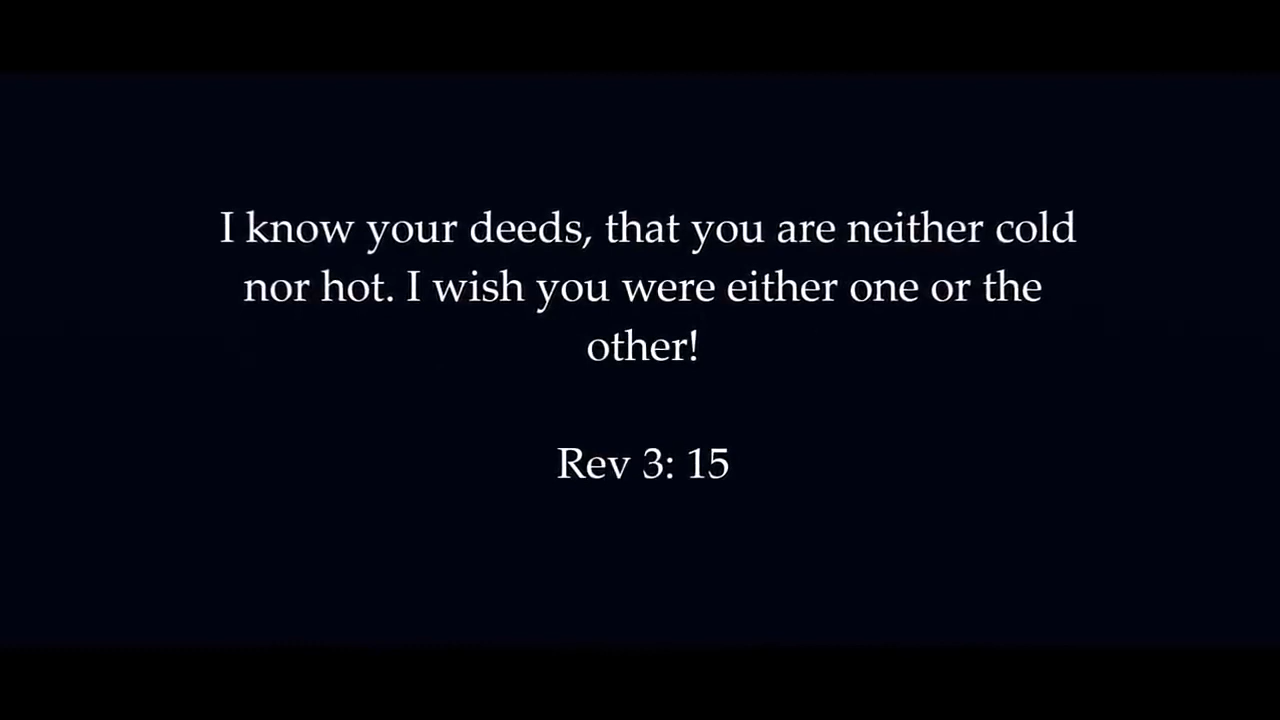 I know your deeds, that you are neither cold
nor hot. I wish you were either one or the
other!
Rev 3: 15